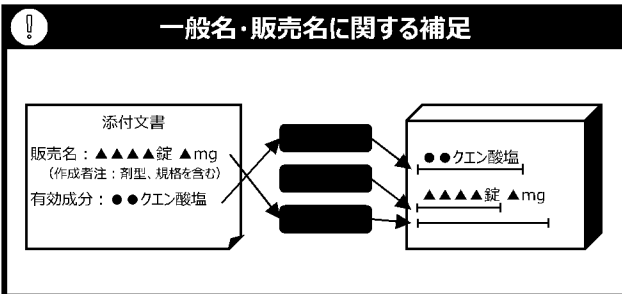 一般名・販売名に関する補足
添付文書
販売名:▲▲▲▲錠 ▲mg
(作成者注:剤型、規格を含む)
有効成分:●●クエン酸塩
●●クエン酸塩
▲▲▲▲錠 ▲mg